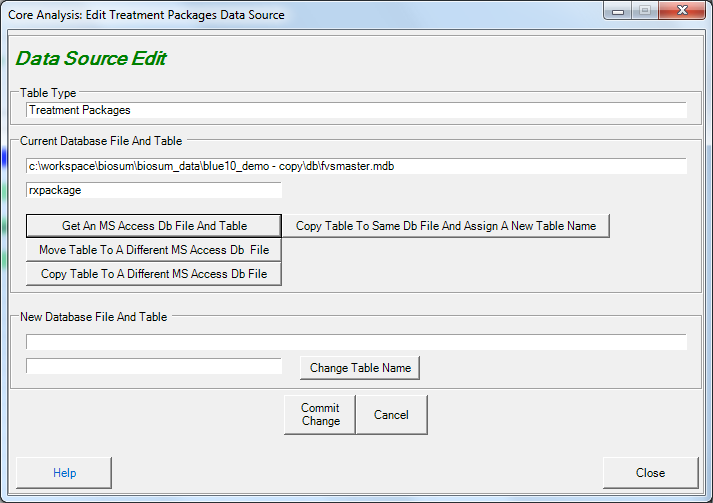 Core Analysis: Edit Treatment Packages Data Source
Data Source Edit
Table Type
Treatment Packages
Current Database File And Table
c:\workspace\biosum\biosum_data\blue10_demo - copy\db\fvsmaster.mdb
rxpackage
Get An MS Access Db File And Table
Copy Table To Same Db File And Assign A New Table Name
Move Table To A Different MS Access Db  File
Copy Table To A Different MS Access Db File
New Database File And Table
Change Table Name
Commit
Change
Cancel
Help
Close